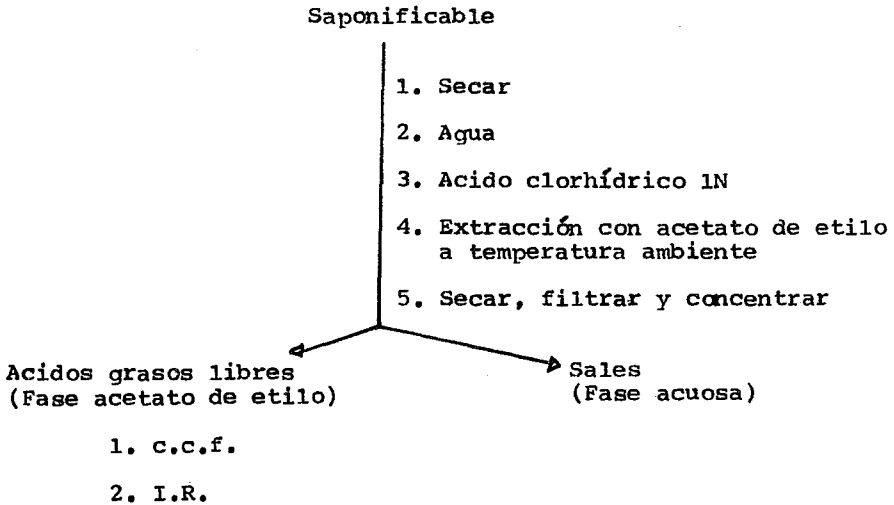 Saponificable
1. Secar
2. Agua
3. Acido clorhídrico 1N
4. Extracción con acetato de etilo
a temperatura ambiente
5. Secar, filtrar y concentrar
Acidos grasos libres
(Fase acetato de etilo)
1. c.c.f.
2. I.R.
Sales
(Fase acuosa)